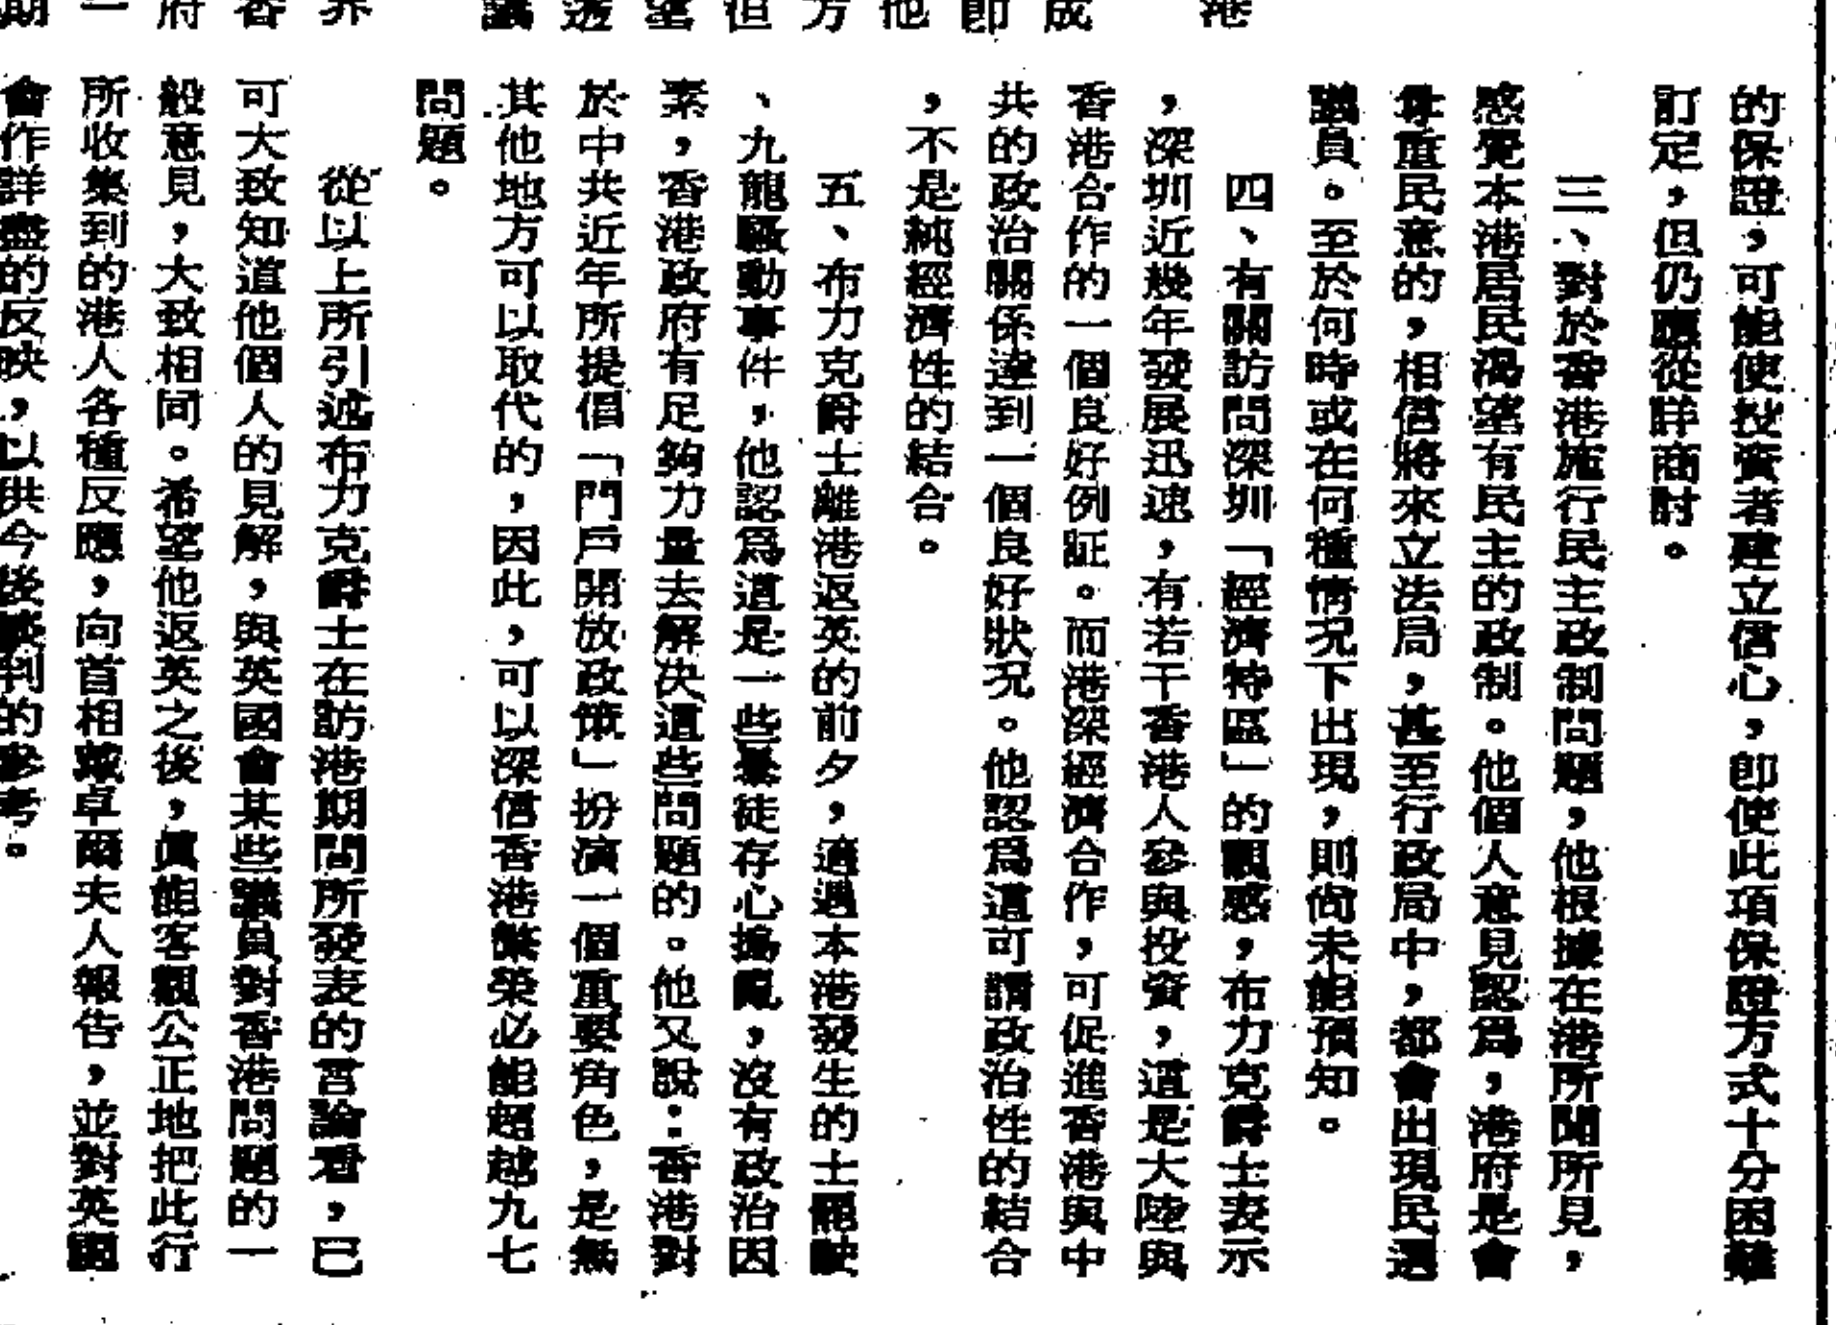 港
成
即
他
方
但
望
透
議
界
香
府
一
期
的保證，可能使投資者建立信心，即使此項保證方式十分困難
訂定，但仍應從詳商討。
三、對於香港施行民主政制問題，他根據在港所聞所見，
感覺本港居民渴望有民主的政制。他個人意見認爲，港府是會
尊重民意的，相信將來立法局，甚至行政局中，都會出現民選
議員。至於何時或在何種情況下出現，則尚未能預知。
四、有關訪問深圳「經濟特區」的觀感，布力克爵士表示
，深圳近幾年發展迅速，有若干香港人參與投資，這是大陸與
香港合作的一個良好例証。而港深經濟合作，可促進香港與中
共的政治關係達到一個良好狀況。他認爲這可謂政治性的結合
，不是純經濟性的結合。
五、布力克爵士離港返英的前夕，適遇本港發生的士罷駛
、九龍騷動事件，他認爲這是一些暴徒存心搗亂，沒有政治因
素，香港政府有足夠力量去解決這些問題的。他又說：香港對
於中共近年所提倡「門戶開放政策」扮演一個重要角色，是無
其他地方可以取代的，因此，可以深信香港繁榮必能超越九七
問題。
從以上所引述布力克爵士在訪港期間所發表的言論看，已
可大致知道他個人的見解，與英國會某些議員對香港問題的一
般意見，大致相同。希望他返英之後，眞能客觀公正地把此行
所收集到的港人各種反應，向首相戴卓爾夫人報告，並對英國
會作詳盡的反映，以供今後談判的參考。